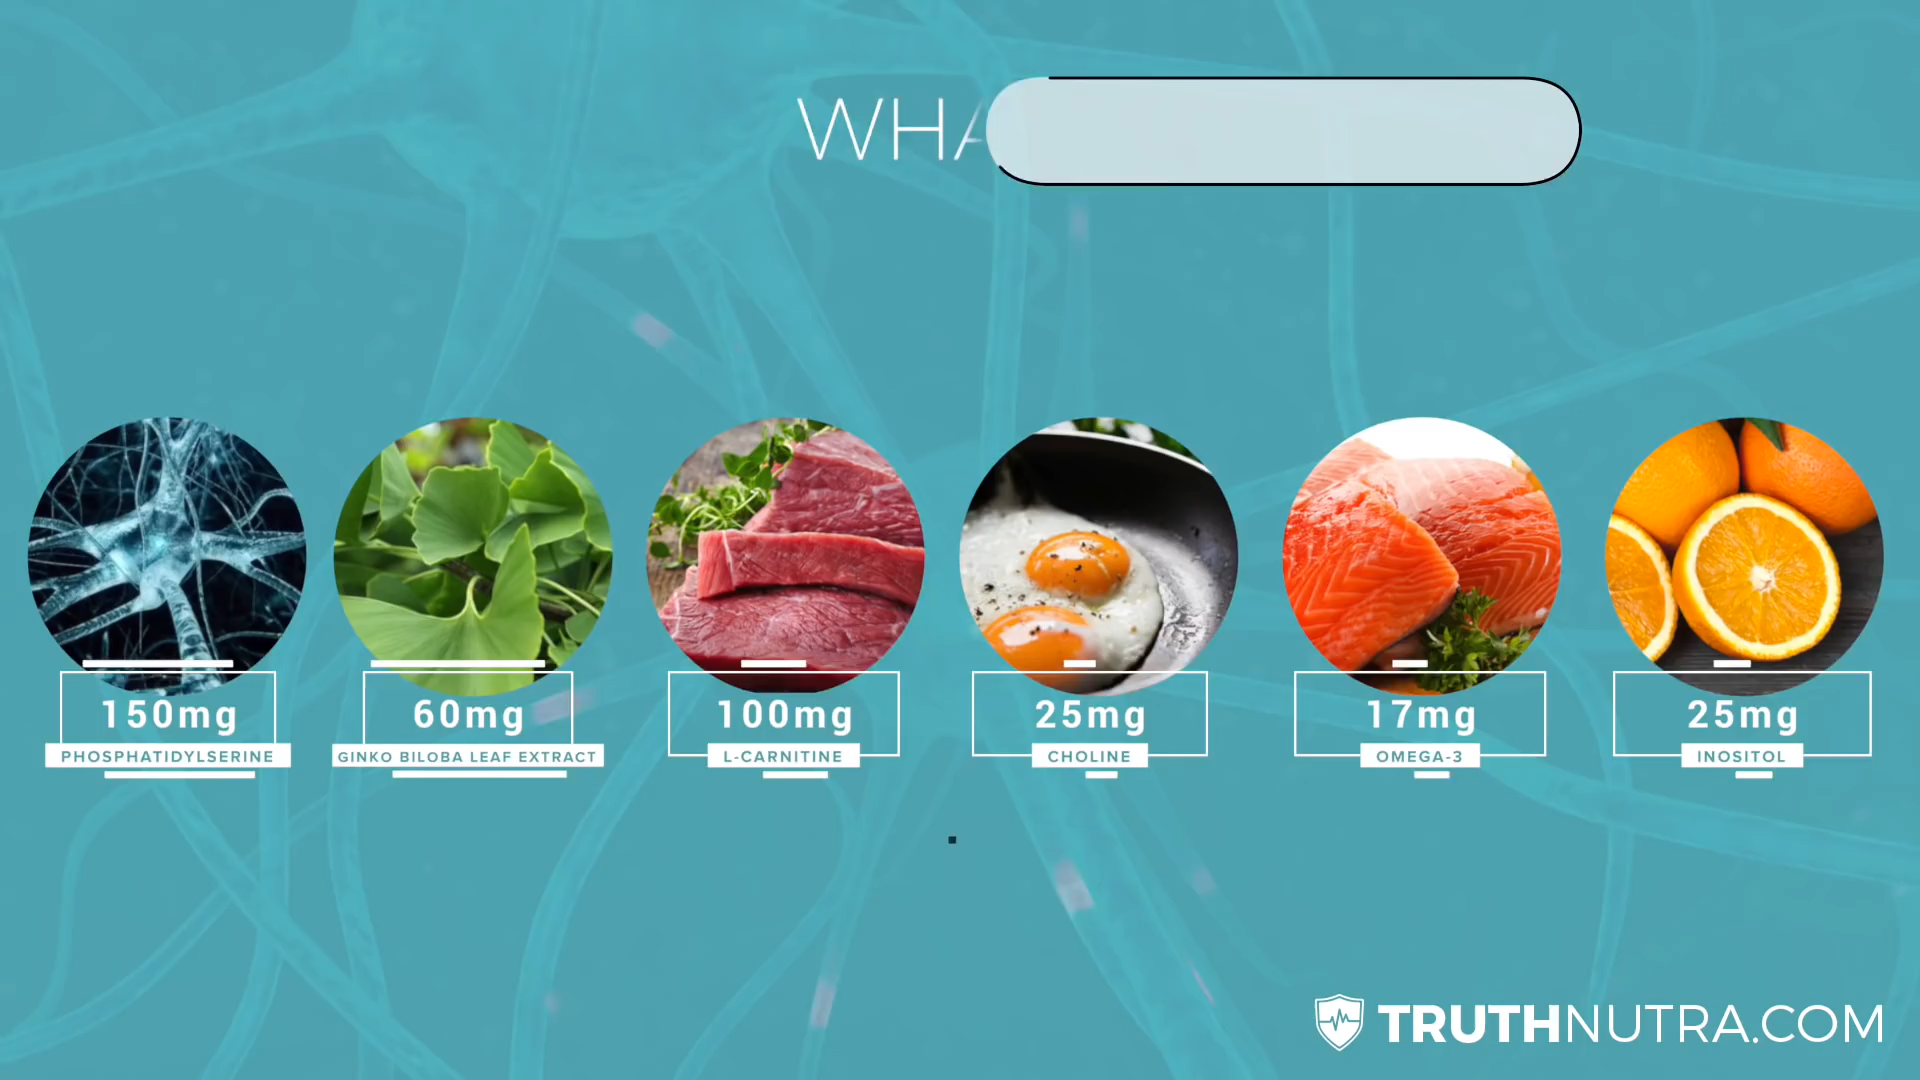 WHA
150mg
PHOSPHATIDYLSERINE
60mg
GINKO BILOBA LEAF EXTRACT
100mg
L-CARNITINE
25mg
CHOLINE
17mg
OMEGA-3
25mg
INOSITOL
TRUTHNUTRA.COM